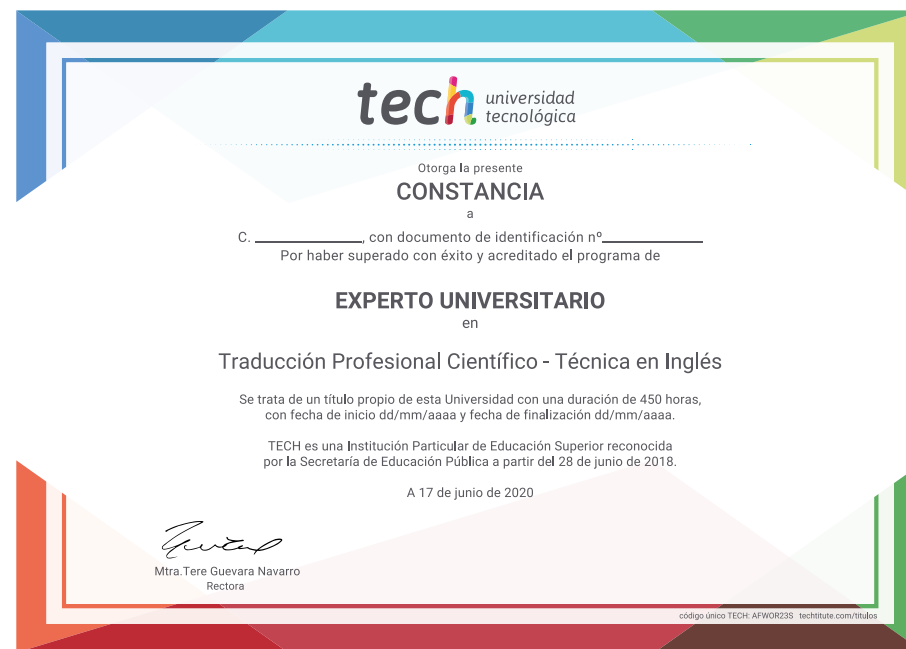 tech universidad
tecnológica
Otorga la presente
CONSTANCIA
a
C. ____________, con documento de identificación nº____________
Por haber superado con éxito y acreditado el programa de
EXPERTO UNIVERSITARIO
en
Traducción Profesional Científico - Técnica en Inglés
Se trata de un título propio de esta Universidad con una duración de 450 horas,
con fecha de inicio dd/mm/aaaa y fecha de finalización dd/mm/aaaa.
TECH es una Institución Particular de Educación Superior reconocida
por la Secretaría de Educación Pública a partir del 28 de junio de 2018.
A 17 de junio de 2020
Mtra.Tere Guevara Navarro
Rectora
código único TECH: AFWOR23S techtitute.com/titulos